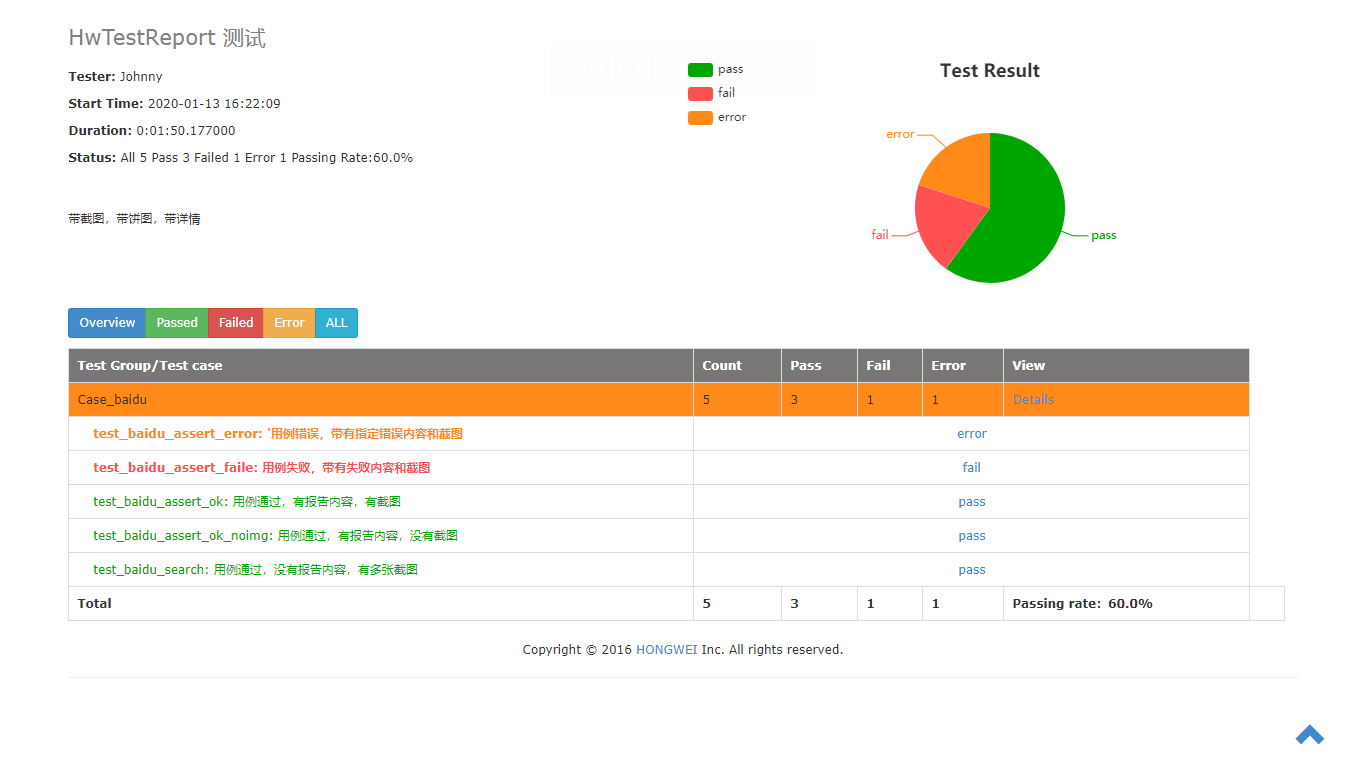 HwTestReport 测试
Tester: Johnny
Start Time: 2020-01-13 16:22:09
Duration: 0:01:50.177000
Status: All 5 Pass 3 Failed 1 Error 1 Passing Rate:60.0%
带截图，带饼图，带详情
pass
fail
error
Test Result
error
fail
pass
Overview Passed Failed Error ALL
Test Group/Test case Count Pass Fail Error View
Case_baidu 5 3 1 1 Details
test_baidu_assert_error: '用例错误，带有指定错误内容和截图 error
test_baidu_assert_faile: 用例失败，带有失败内容和截图 fail
test_baidu_assert_ok: 用例通过，有报告内容，有截图 pass
test_baidu_assert_ok_noimg: 用例通过，有报告内容，没有截图 pass
test_baidu_search: 用例通过，没有报告内容，有多张截图 pass
Total 5 3 1 1 Passing rate: 60.0%
Copyright © 2016 HONGWEI Inc. All rights reserved.